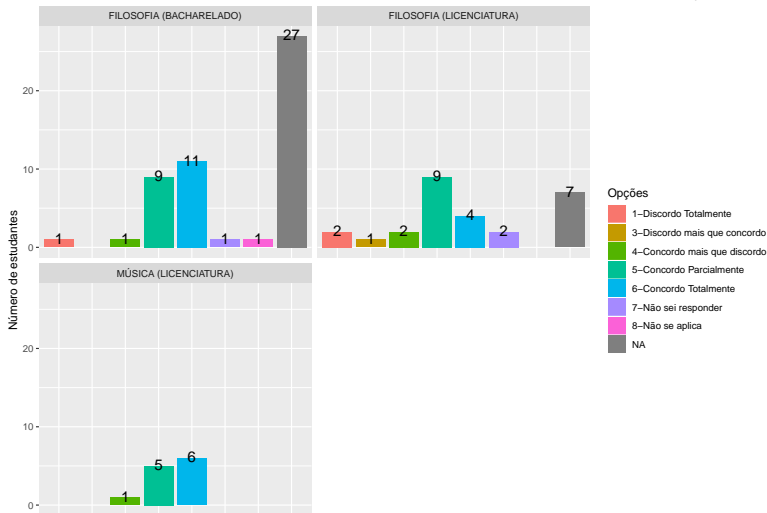 FILOSOFIA (BACHARELADO)
FILOSOFIA (LICENCIATURA)
27
20
10
0
1
1
9
11
1
1
2
1
2
9
4
2
7
Número de estudantes
MÚSICA (LICENCIATURA)
20
10
0
1
5
6
Opções
1–Discordo Totalmente
3–Discordo mais que concordo
4–Concordo mais que discordo
5–Concordo Parcialmente
6–Concordo Totalmente
7–Não sei responder
8–Não se aplica
NA